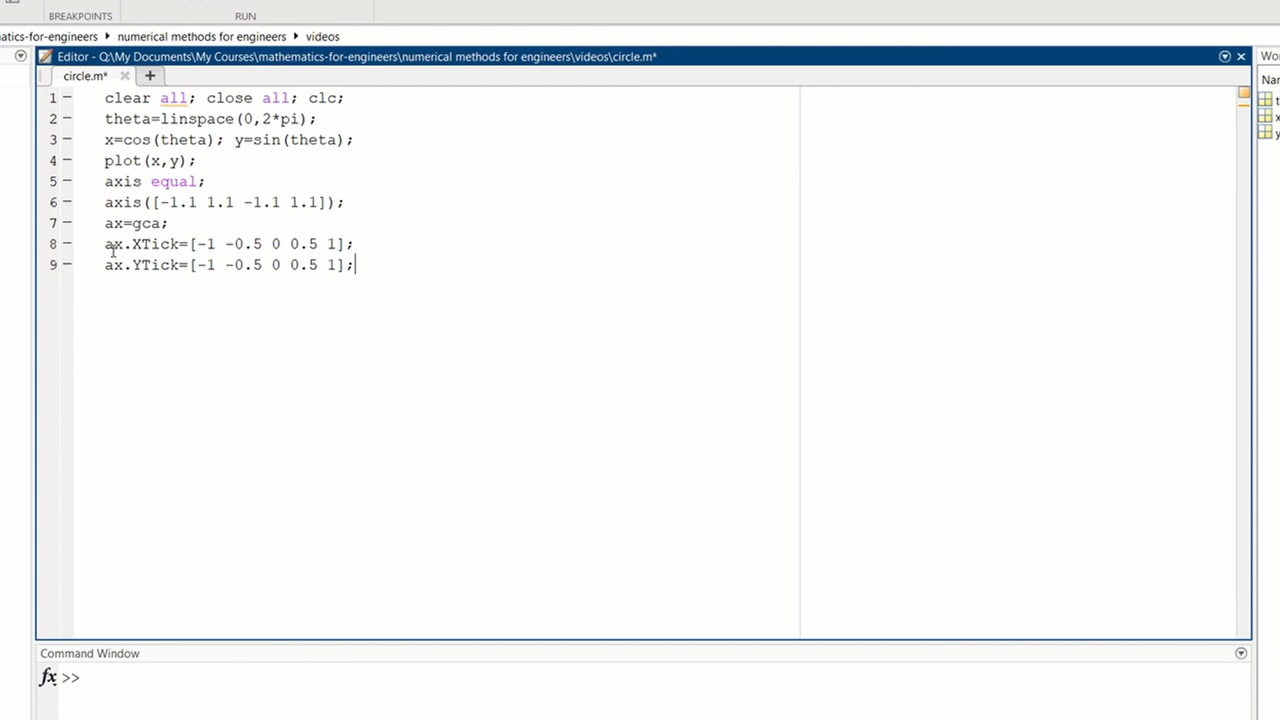 BREAKPOINTS RUN
atics-for-engineers numerical methods for engineers videos
Editor - Q:\My Documents\My Courses\mathematics-for-engineers\numerical methods for engineers\videos\circle.m* Wo
circle.m* Nar
1 clear all; close all; clc; t
2 theta=linspace(0,2*pi); x
3 x=cos(theta); y=sin(theta); y
4 plot(x,y);
5 axis equal;
6 axis([-1.1 1.1 -1.1 1.1]);
7 ax=gca;
8 ax.XTick=[-1 -0.5 0 0.5 1];
9 ax.YTick=[-1 -0.5 0 0.5 1];
Command Window
fx >>